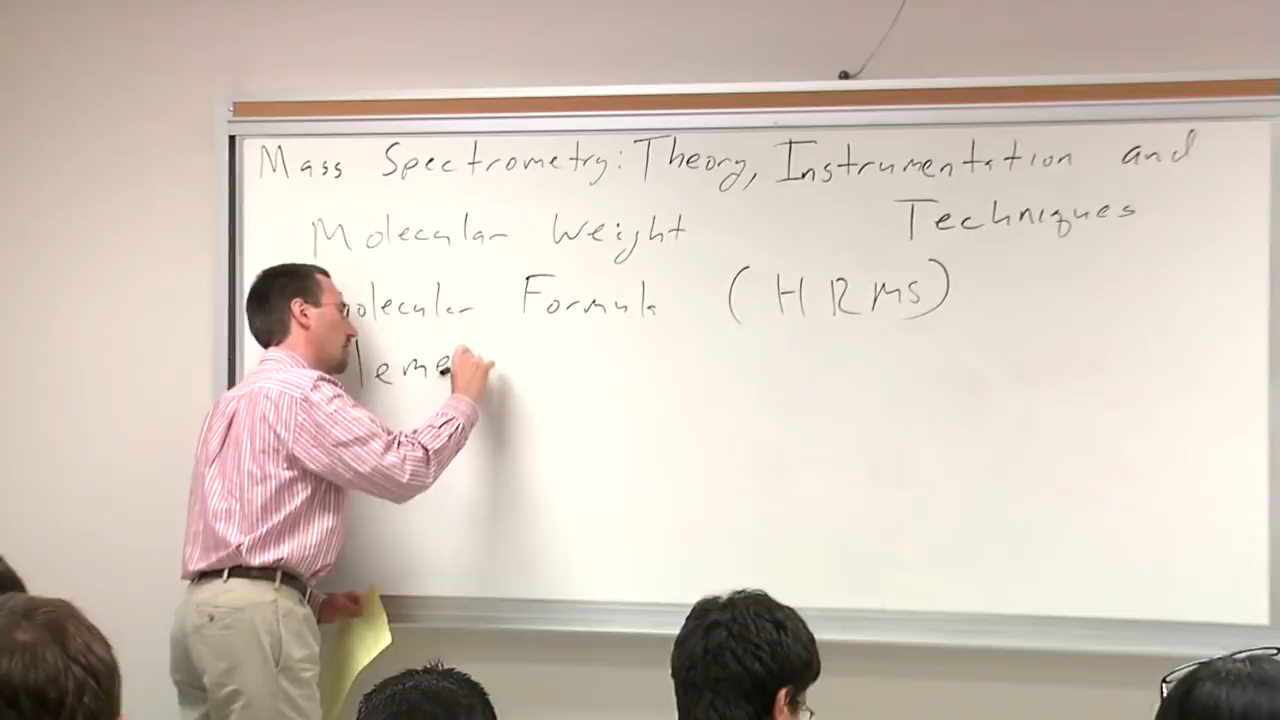 Mass Spectrometry: Theory, Instrumentation and
Techniques
Molecular Weight
olecular Formula (HRMS)
leme